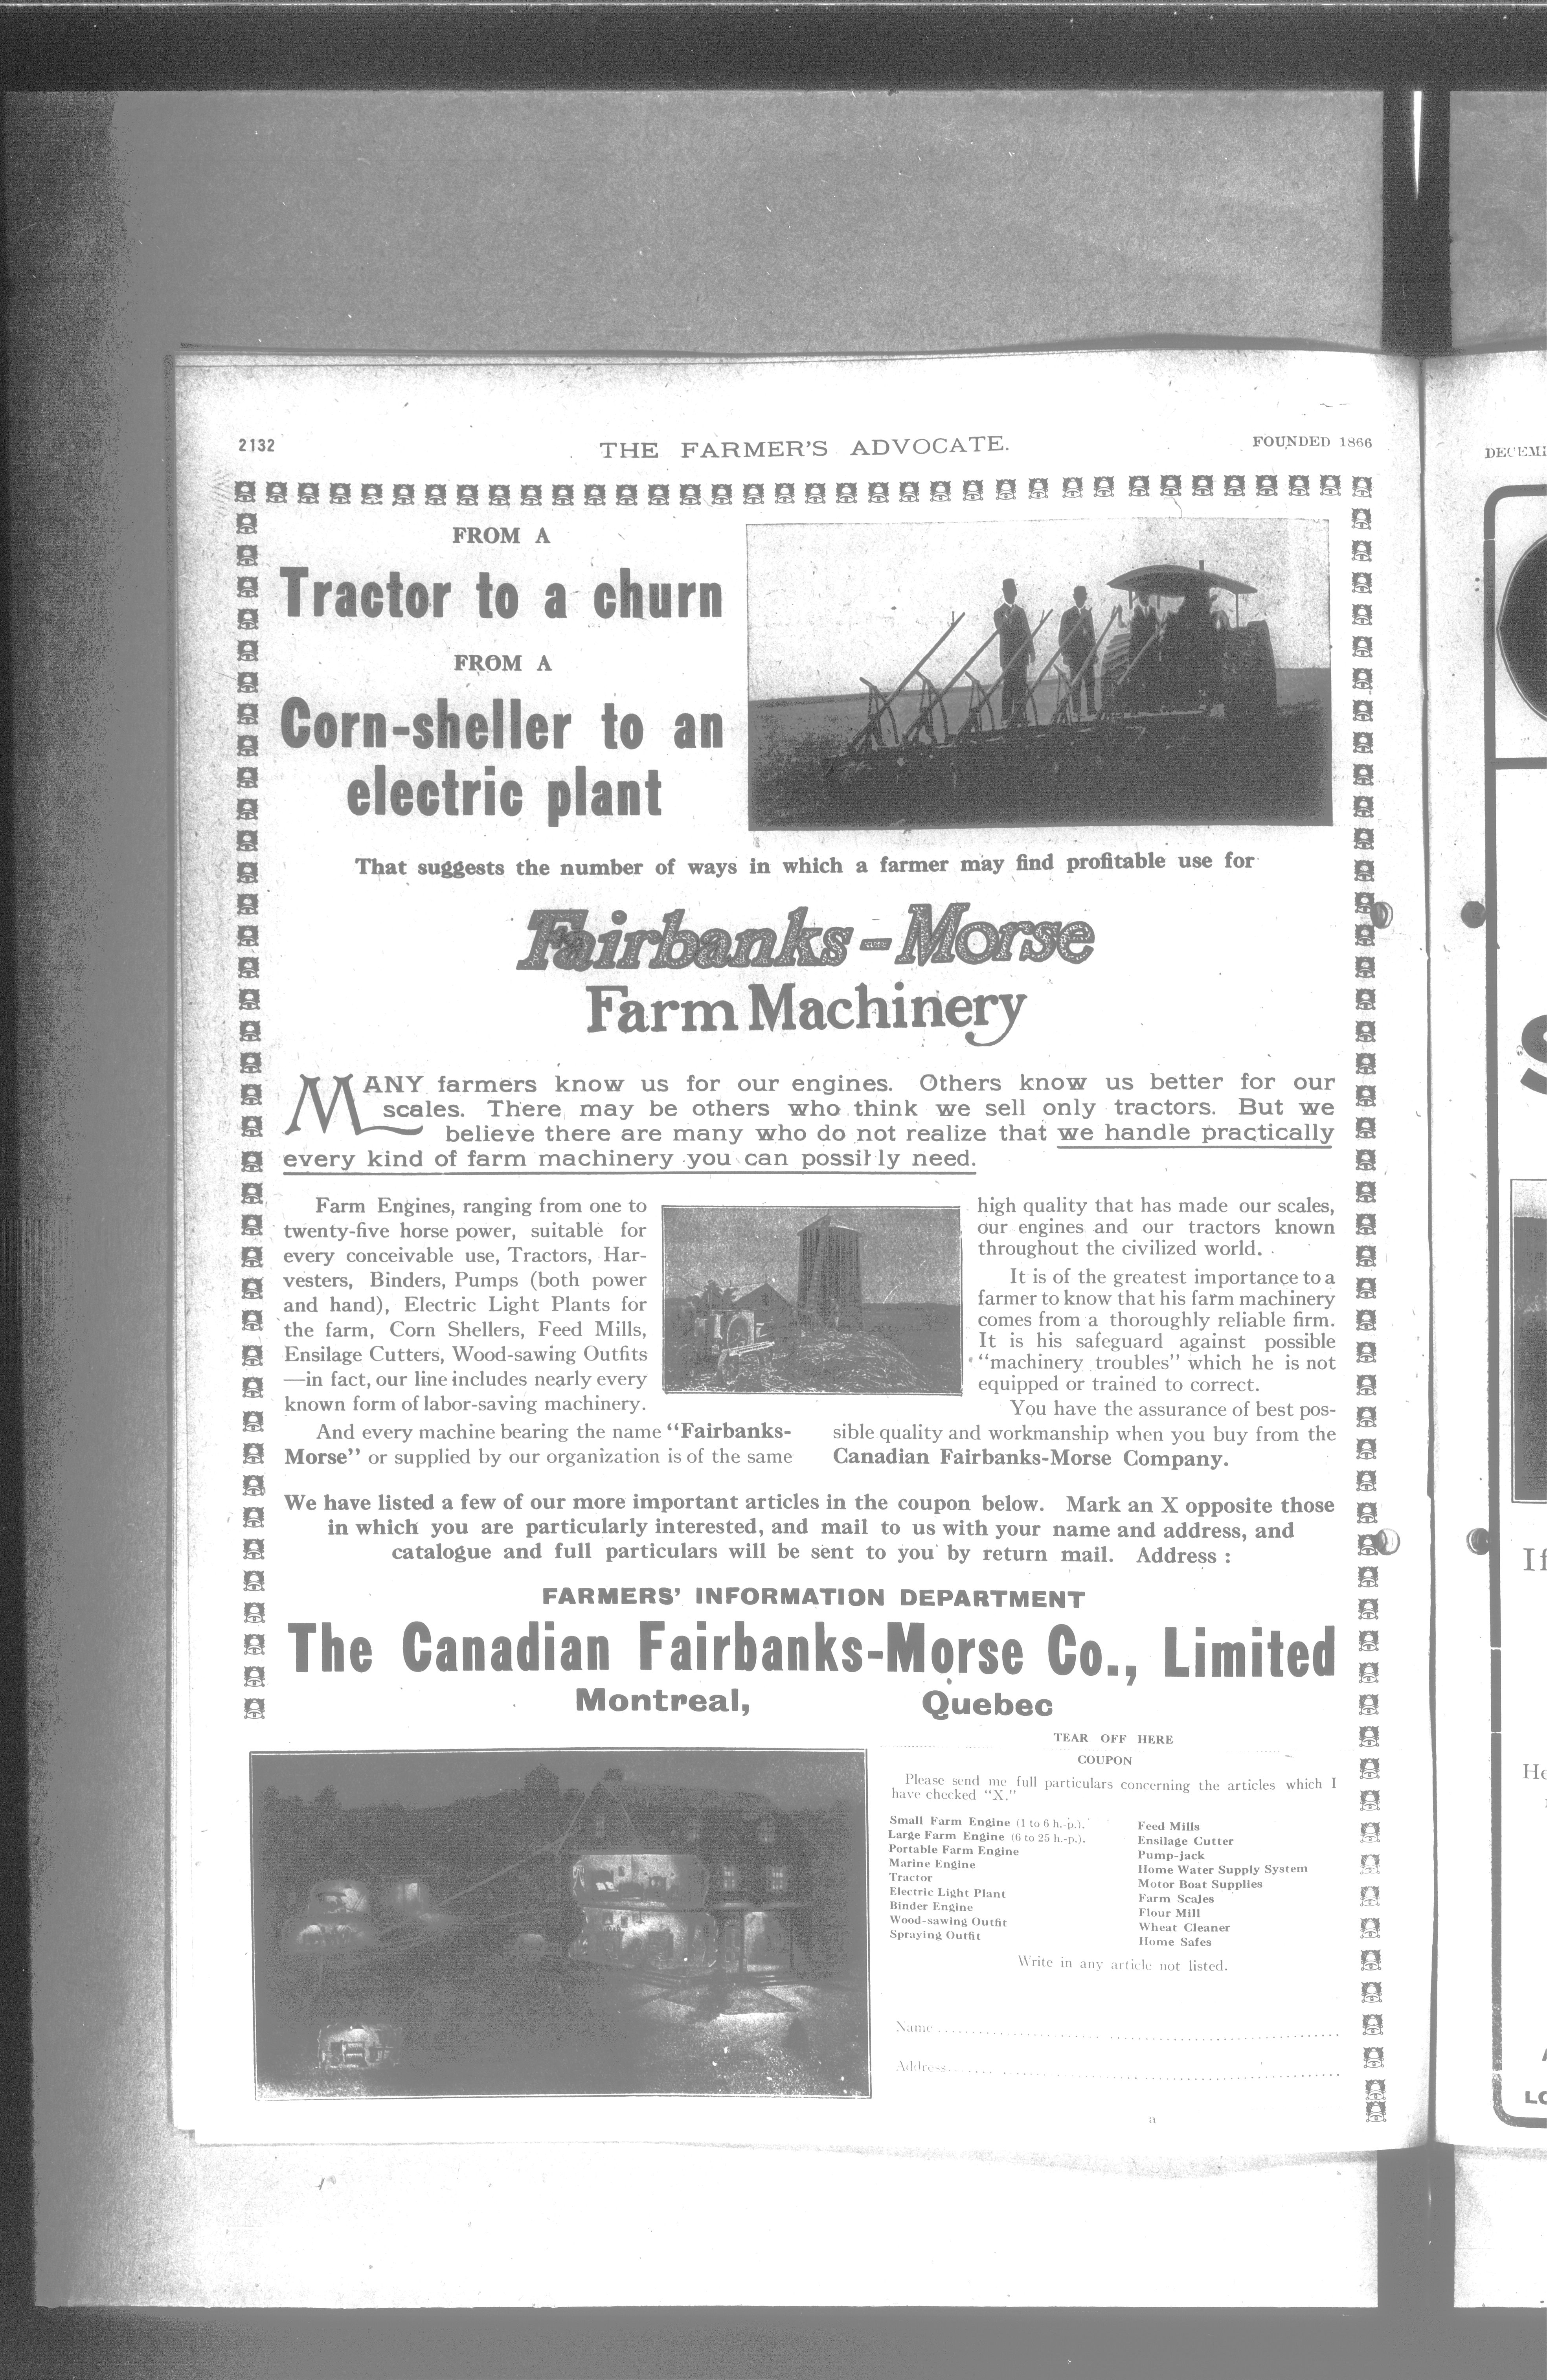 2132
THE FARMER'S ADVOCATE.
FOUNDED 1866
FROM A
Tractor to a churn
FROM A
Corn-sheller to an
electric plant
That suggests the number of ways in which a farmer may find profitable use for
Fairbanks-Morse
Farm Machinery
MANY farmers know us for our engines. Others know us better for our
scales. There may be others who think we sell only tractors. But we
believe there are many who do not realize that we handle practically
every kind of farm machinery you can possibly need.
Farm Engines, ranging from one to
twenty-five horse power, suitable for
every conceivable use, Tractors, Har-
vesters, Binders, Pumps (both power
and hand), Electric Light Plants for
the farm, Corn Shellers, Feed Mills,
Ensilage Cutters, Wood-sawing Outfits
—in fact, our line includes nearly every
known form of labor-saving machinery.
And every machine bearing the name "Fairbanks-
Morse" or supplied by our organization is of the same
high quality that has made our scales,
our engines and our tractors known
throughout the civilized world.
It is of the greatest importance to a
farmer to know that his farm machinery
comes from a thoroughly reliable firm.
It is his safeguard against possible
"machinery troubles" which he is not
equipped or trained to correct.
You have the assurance of best pos-
sible quality and workmanship when you buy from the
Canadian Fairbanks-Morse Company.
We have listed a few of our more important articles in the coupon below. Mark an X opposite those
in which you are particularly interested, and mail to us with your name and address, and
catalogue and full particulars will be sent to you by return mail. Address :
FARMERS' INFORMATION DEPARTMENT
The Canadian Fairbanks-Morse Co., Limited
Montreal, Quebec
TEAR OFF HERE
COUPON
Please send me full particulars concerning the articles which I
have checked "X."
Small Farm Engine (1 to 6 h.-p.).
Large Farm Engine (6 to 25 h.-p.).
Portable Farm Engine
Marine Engine
Tractor
Electric Light Plant
Binder Engine
Wood-sawing Outfit
Spraying Outfit
Feed Mills
Ensilage Cutter
Pump-jack
Home Water Supply System
Motor Boat Supplies
Farm Scales
Flour Mill
Wheat Cleaner
Home Safes
Write in any article not listed.
Name
Address
a
If